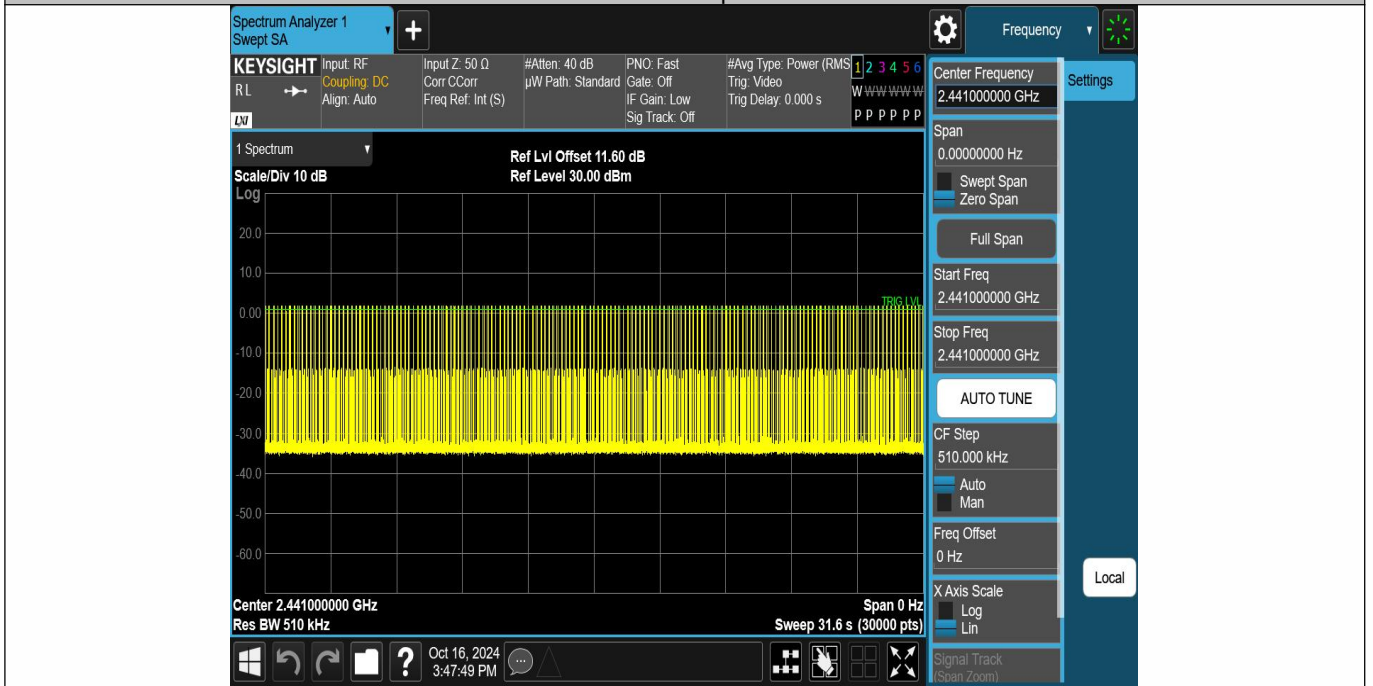 Spectrum Analyzer 1
Swept SA
+
Frequency
KEYSIGHT
RL
LXI
Input: RF
Coupling: DC
Align: Auto
Input Z: 50 Ω
Corr CCorr
Freq Ref: Int (S)
#Atten: 40 dB
µW Path: Standard
PNO: Fast
Gate: Off
IF Gain: Low
Sig Track: Off
#Avg Type: Power (RMS
Trig: Video
Trig Delay: 0.000 s
1 2 3 4 5 6
W W W W W W
P P P P P P
1 Spectrum
Scale/Div 10 dB
Ref Lvl Offset 11.60 dB
Ref Level 30.00 dBm
Log
20.0
10.0
0.00
-10.0
-20.0
-30.0
-40.0
-50.0
-60.0
TRIG LVL
Center 2.441000000 GHz
Res BW 510 kHz
Span 0 Hz
Sweep 31.6 s (30000 pts)
Center Frequency
2.441000000 GHz
Settings
Span
0.00000000 Hz
Swept Span
Zero Span
Full Span
Start Freq
2.441000000 GHz
Stop Freq
2.441000000 GHz
AUTO TUNE
CF Step
510.000 kHz
Auto
Man
Freq Offset
0 Hz
X Axis Scale
Log
Lin
Signal Track
(Span Zoom)
Local
?
Oct 16, 2024
3:47:49 PM